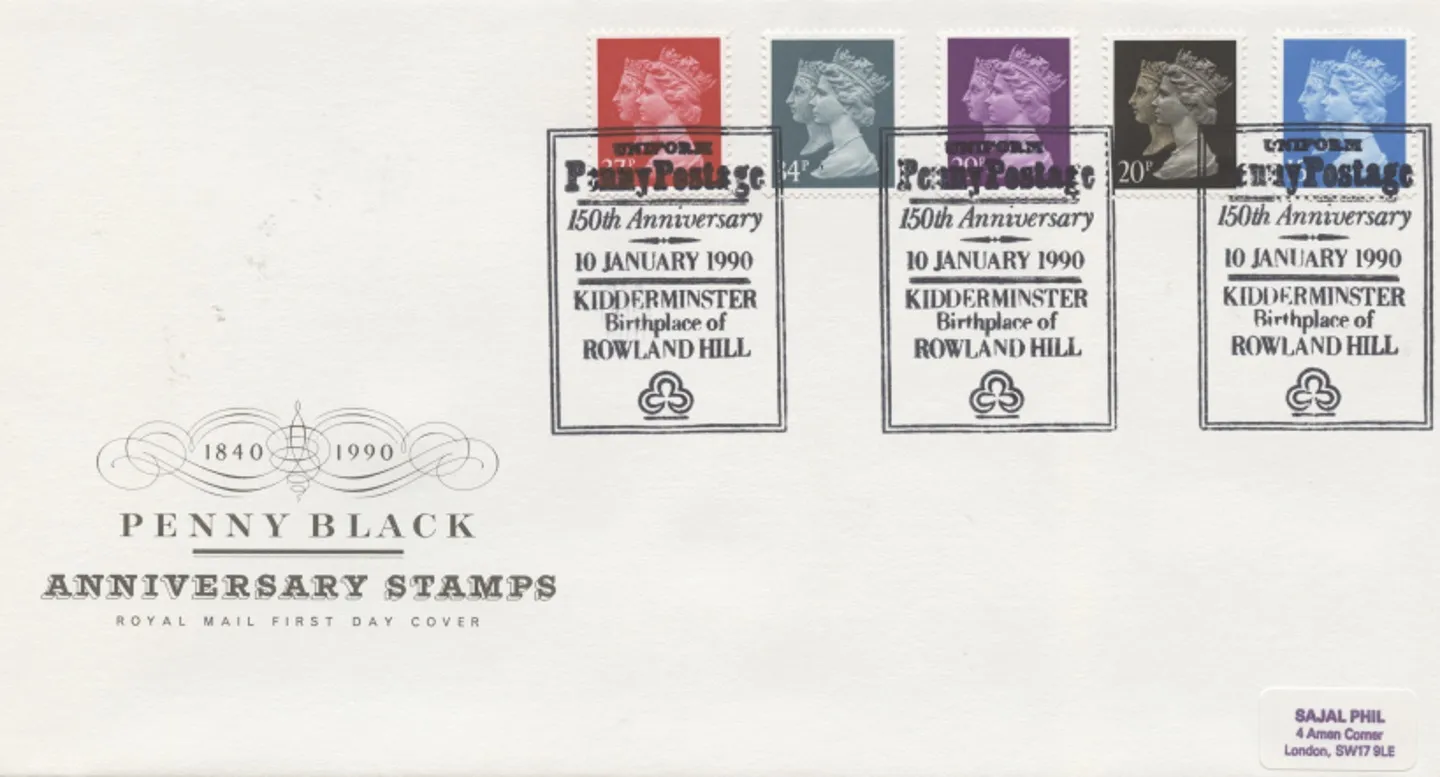 37P
34P
29P
20P
UNIFORM
Penny Postage
150th Anniversary
10 JANUARY 1990
KIDDERMINSTER
Birthplace of
ROWLAND HILL
UNIFORM
Penny Postage
150th Anniversary
10 JANUARY 1990
KIDDERMINSTER
Birthplace of
ROWLAND HILL
UNIFORM
Penny Postage
150th Anniversary
10 JANUARY 1990
KIDDERMINSTER
Birthplace of
ROWLAND HILL
1840 1990
PENNY BLACK
ANNIVERSARY STAMPS
ROYAL MAIL FIRST DAY COVER
SAJAL PHIL
4 Amen Corner
London, SW17 9LE